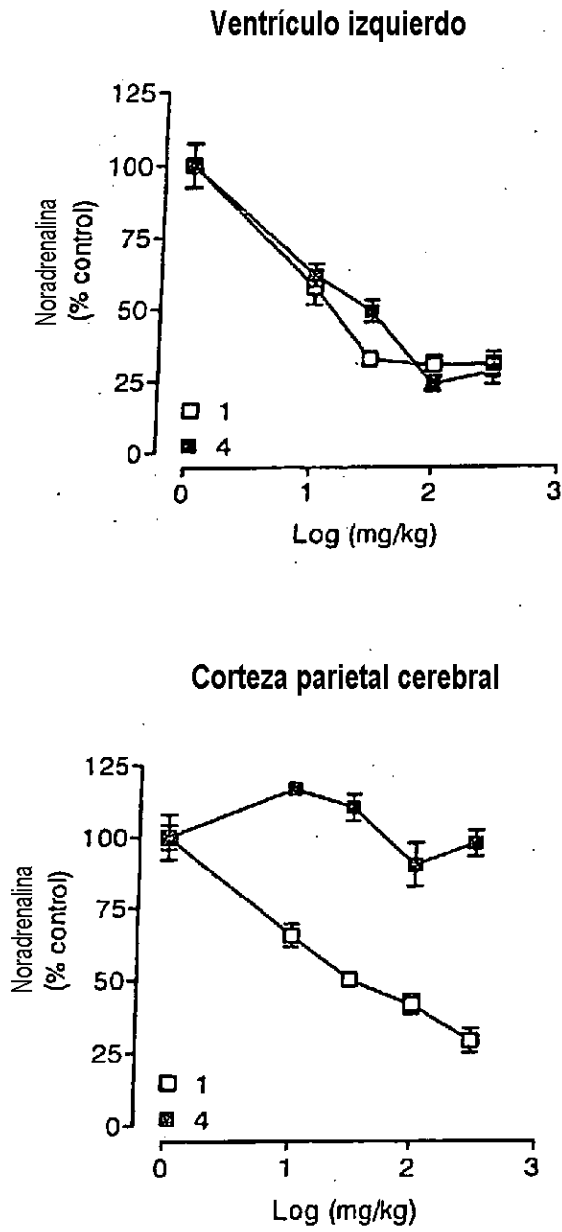 Ventrículo izquierdo
125
100
75
50
25
0
Noradrenalina
(% control)
1
4
0 1 2 3
Log (mg/kg)
Corteza parietal cerebral
125
100
75
50
25
0
Noradrenalina
(% control)
1
4
0 1 2 3
Log (mg/kg)